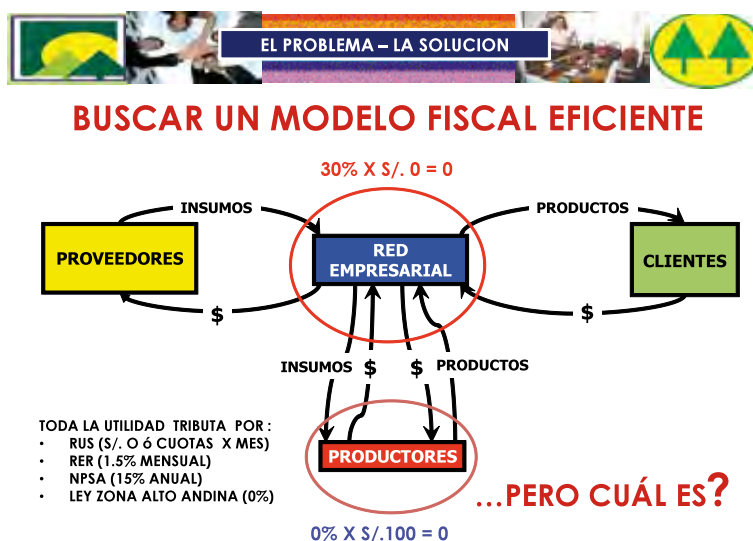 EL PROBLEMA – LA SOLUCION
BUSCAR UN MODELO FISCAL EFICIENTE
30% X S/. 0 = 0
INSUMOS
PRODUCTOS
PROVEEDORES
RED
EMPRESARIAL
CLIENTES
$
$
INSUMOS
$
$
PRODUCTOS
TODA LA UTILIDAD TRIBUTA POR :
• RUS (S/. O ó CUOTAS X MES)
• RER (1.5% MENSUAL)
• NPSA (15% ANUAL)
• LEY ZONA ALTO ANDINA (0%)
PRODUCTORES
...PERO CUÁL ES?
0% X S/.100 = 0